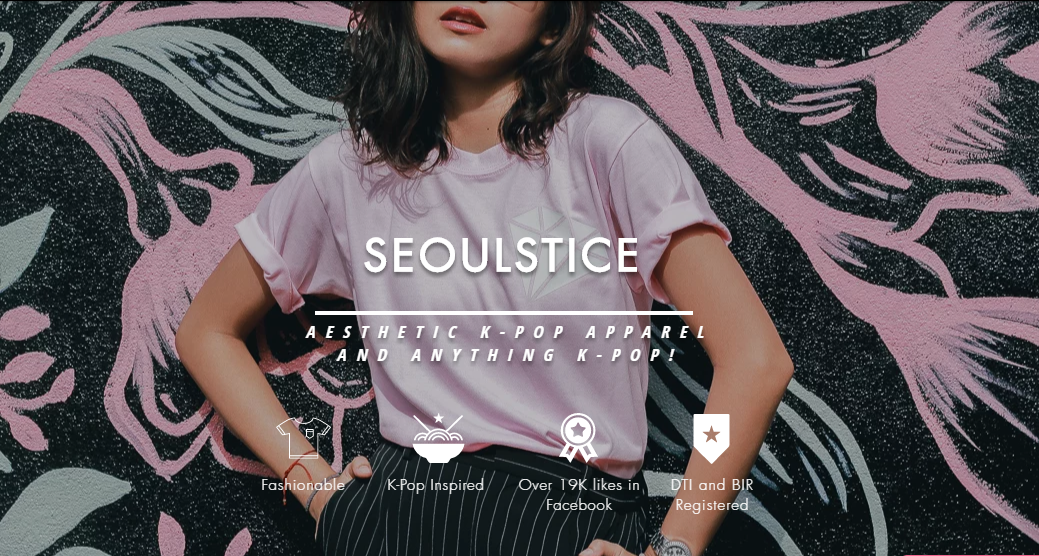 SEOULSTICE
AESTHETIC K-POP APPAREL
AND ANYTHING K-POP!
Fashionable
K-Pop Inspired
Over 19K likes in
Facebook
DTI and BIR
Registered